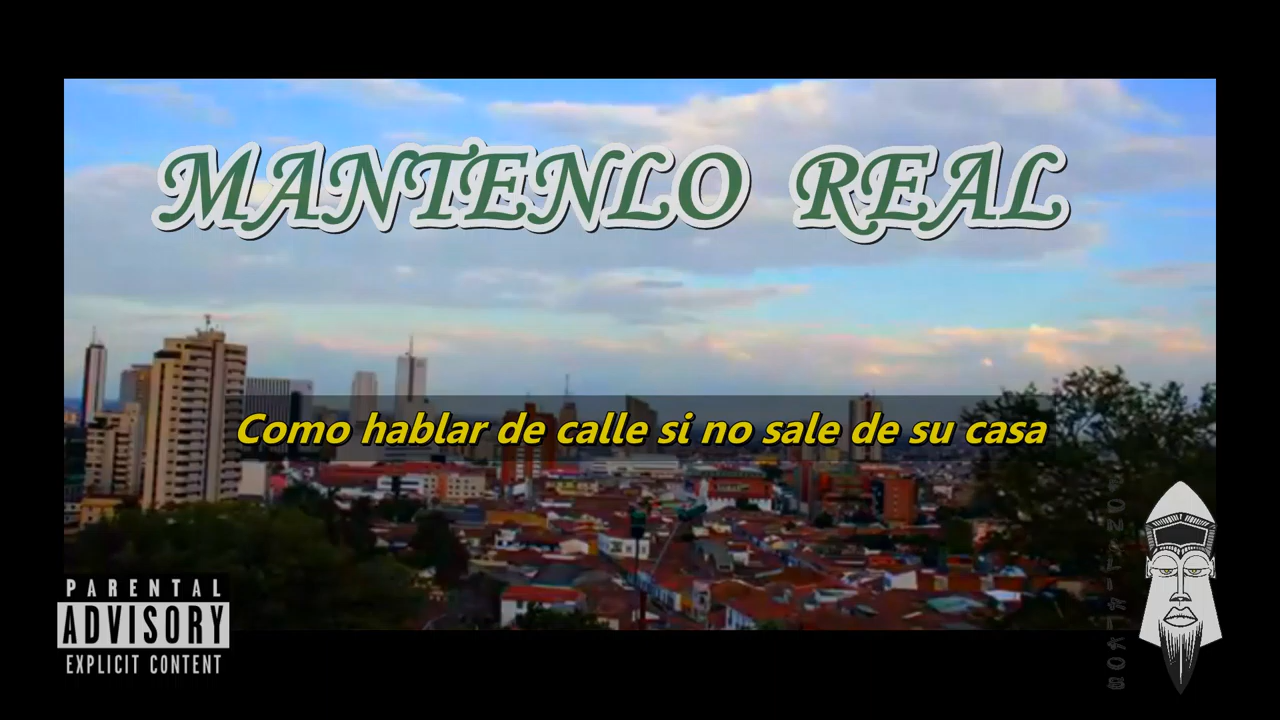 MANTENLO REAL
Como hablar de calle si no sale de su casa
PARENTAL
ADVISORY
EXPLICIT CONTENT